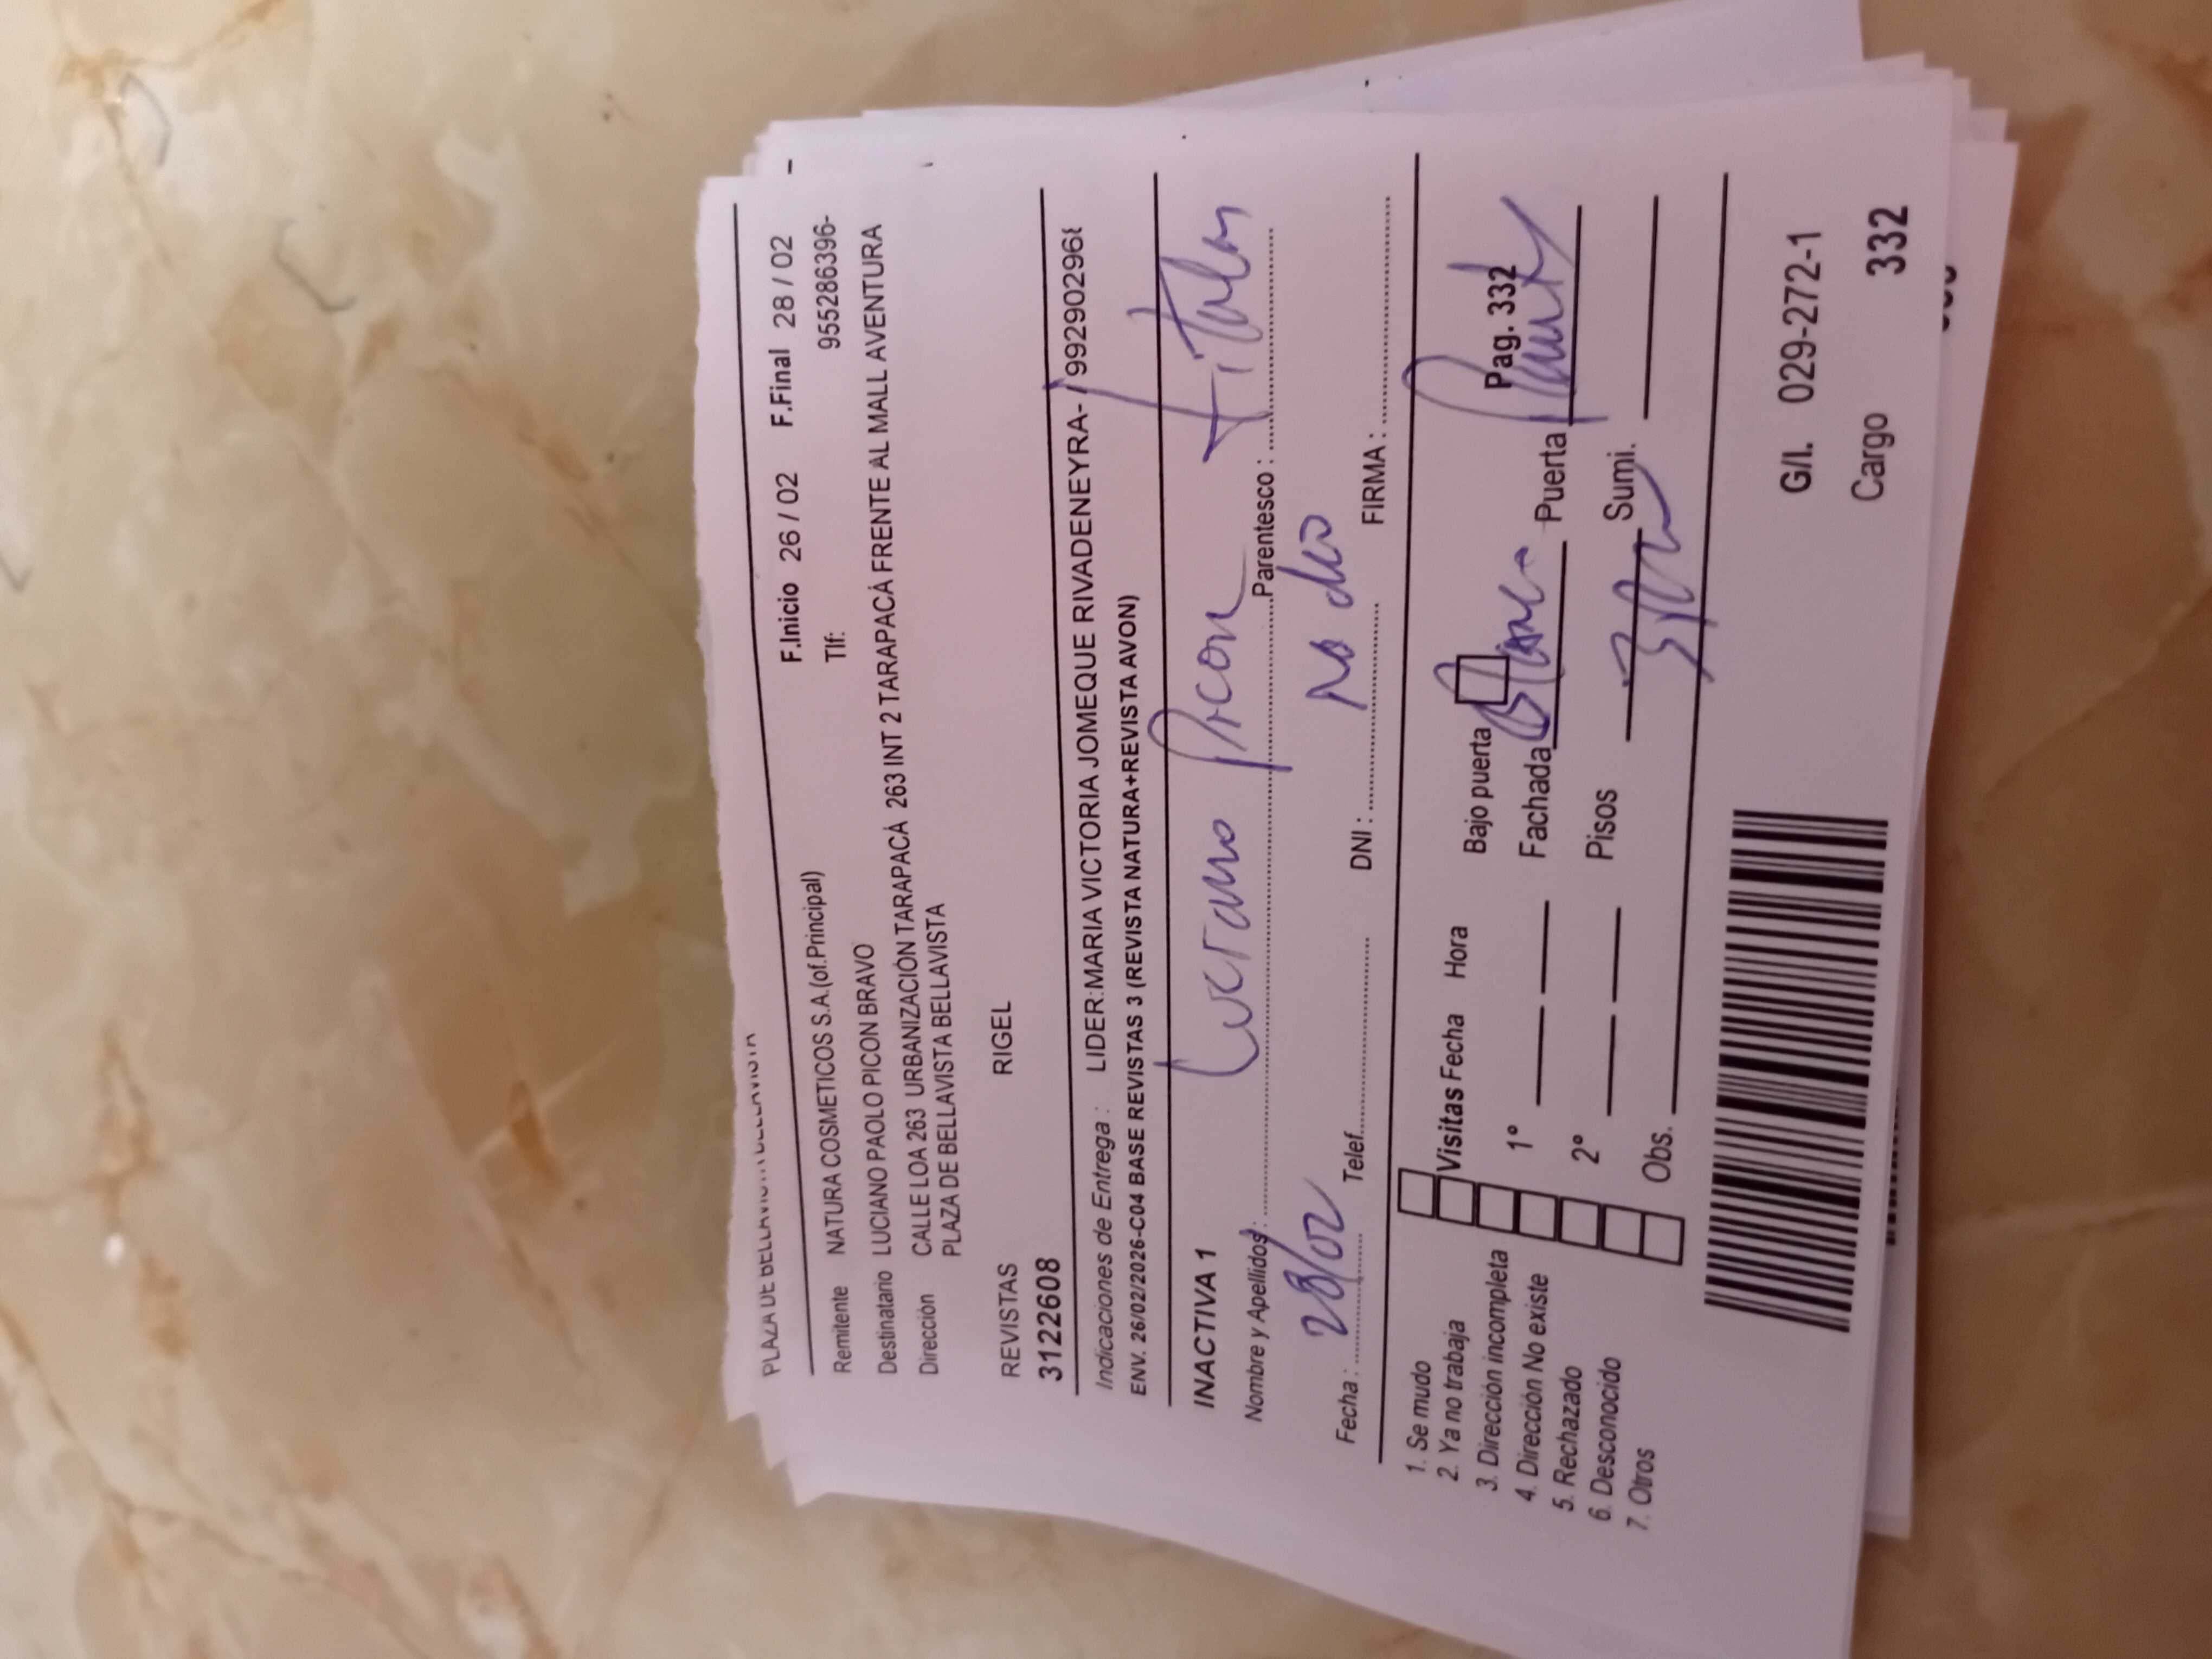 PLAZA DE BELLAVISTA BELLAVISTA
F.Inicio 26 / 02 F.Final 28 / 02
Remitente NATURA COSMETICOS S.A.(of.Principal) Tlf: 955286396-
Destinatario LUCIANO PAOLO PICON BRAVO
Dirección CALLE LOA 263 URBANIZACIÓN TARAPACÁ 263 INT 2 TARAPACÁ FRENTE AL MALL AVENTURA
PLAZA DE BELLAVISTA BELLAVISTA
REVISTAS RIGEL
3122608
Indicaciones de Entrega : LIDER:MARIA VICTORIA JOMEQUE RIVADENEYRA- / 99290296
ENV. 26/02/2026-C04 BASE REVISTAS 3 (REVISTA NATURA+REVISTA AVON)
INACTIVA 1
Nombre y Apellidos: Luciano Picon Parentesco : Titular
Fecha : 28/02 Telef. DNI : No dio FIRMA :
1. Se mudo
2. Ya no trabaja
3. Dirección incompleta
4. Dirección No existe
5. Rechazado
6. Desconocido
7. Otros
Visitas Fecha Hora Bajo puerta Pag. 332
1° Fachada Puerta
2° Pisos Sumi.
Obs.
G/I. 029-272-1
Cargo 332